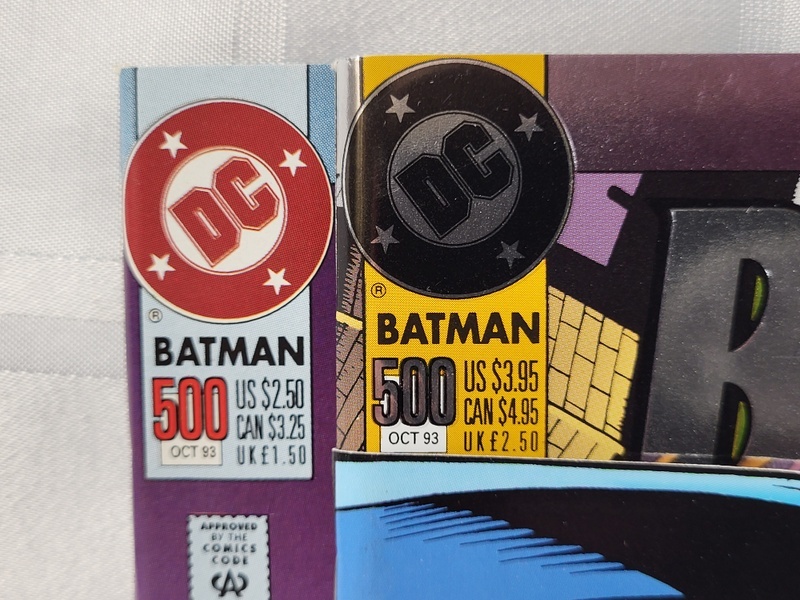 DC
®
BATMAN
500
US $2.50
CAN $3.25
OCT 93
UK £1.50
APPROVED
BY THE
COMICS
CODE
CA
DC
®
BATMAN
500
US $3.95
CAN $4.95
OCT 93
UK £2.50
B